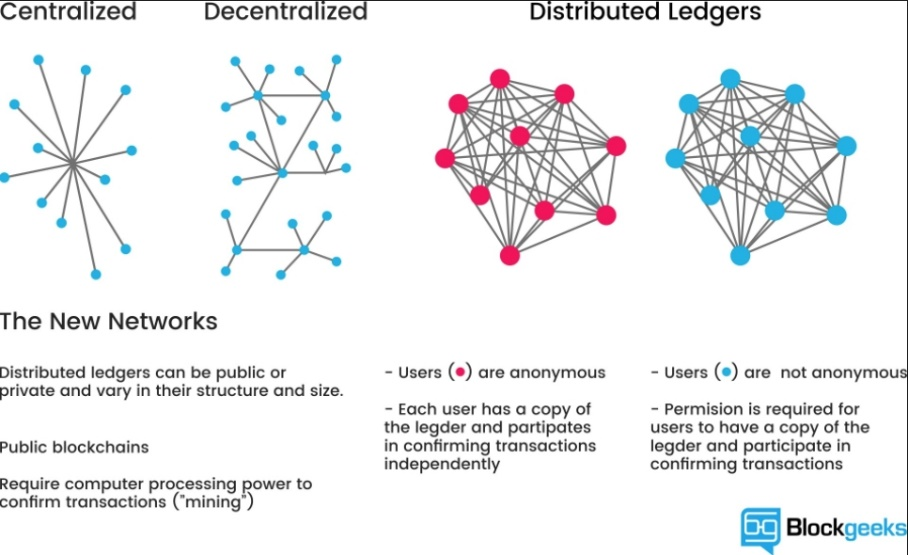 Centralized
Decentralized
Distributed Ledgers
The New Networks
Distributed ledgers can be public or
private and vary in their structure and size.
Public blockchains
Require computer processing power to
confirm transactions ("mining")
- Users (●) are anonymous
- Each user has a copy of
the legder and partipates
in confirming transactions
independently
- Users (●) are not anonymous
- Permision is required for
users to have a copy of the
legder and participate in
confirming transactions
Blockgeeks